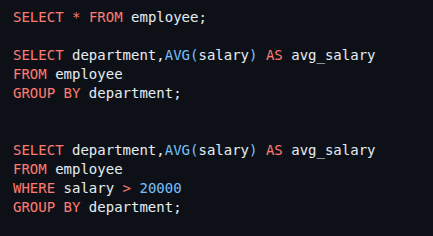 SELECT * FROM employee;
SELECT department,AVG(salary) AS avg_salary
FROM employee
GROUP BY department;
SELECT department,AVG(salary) AS avg_salary
FROM employee
WHERE salary > 20000
GROUP BY department;